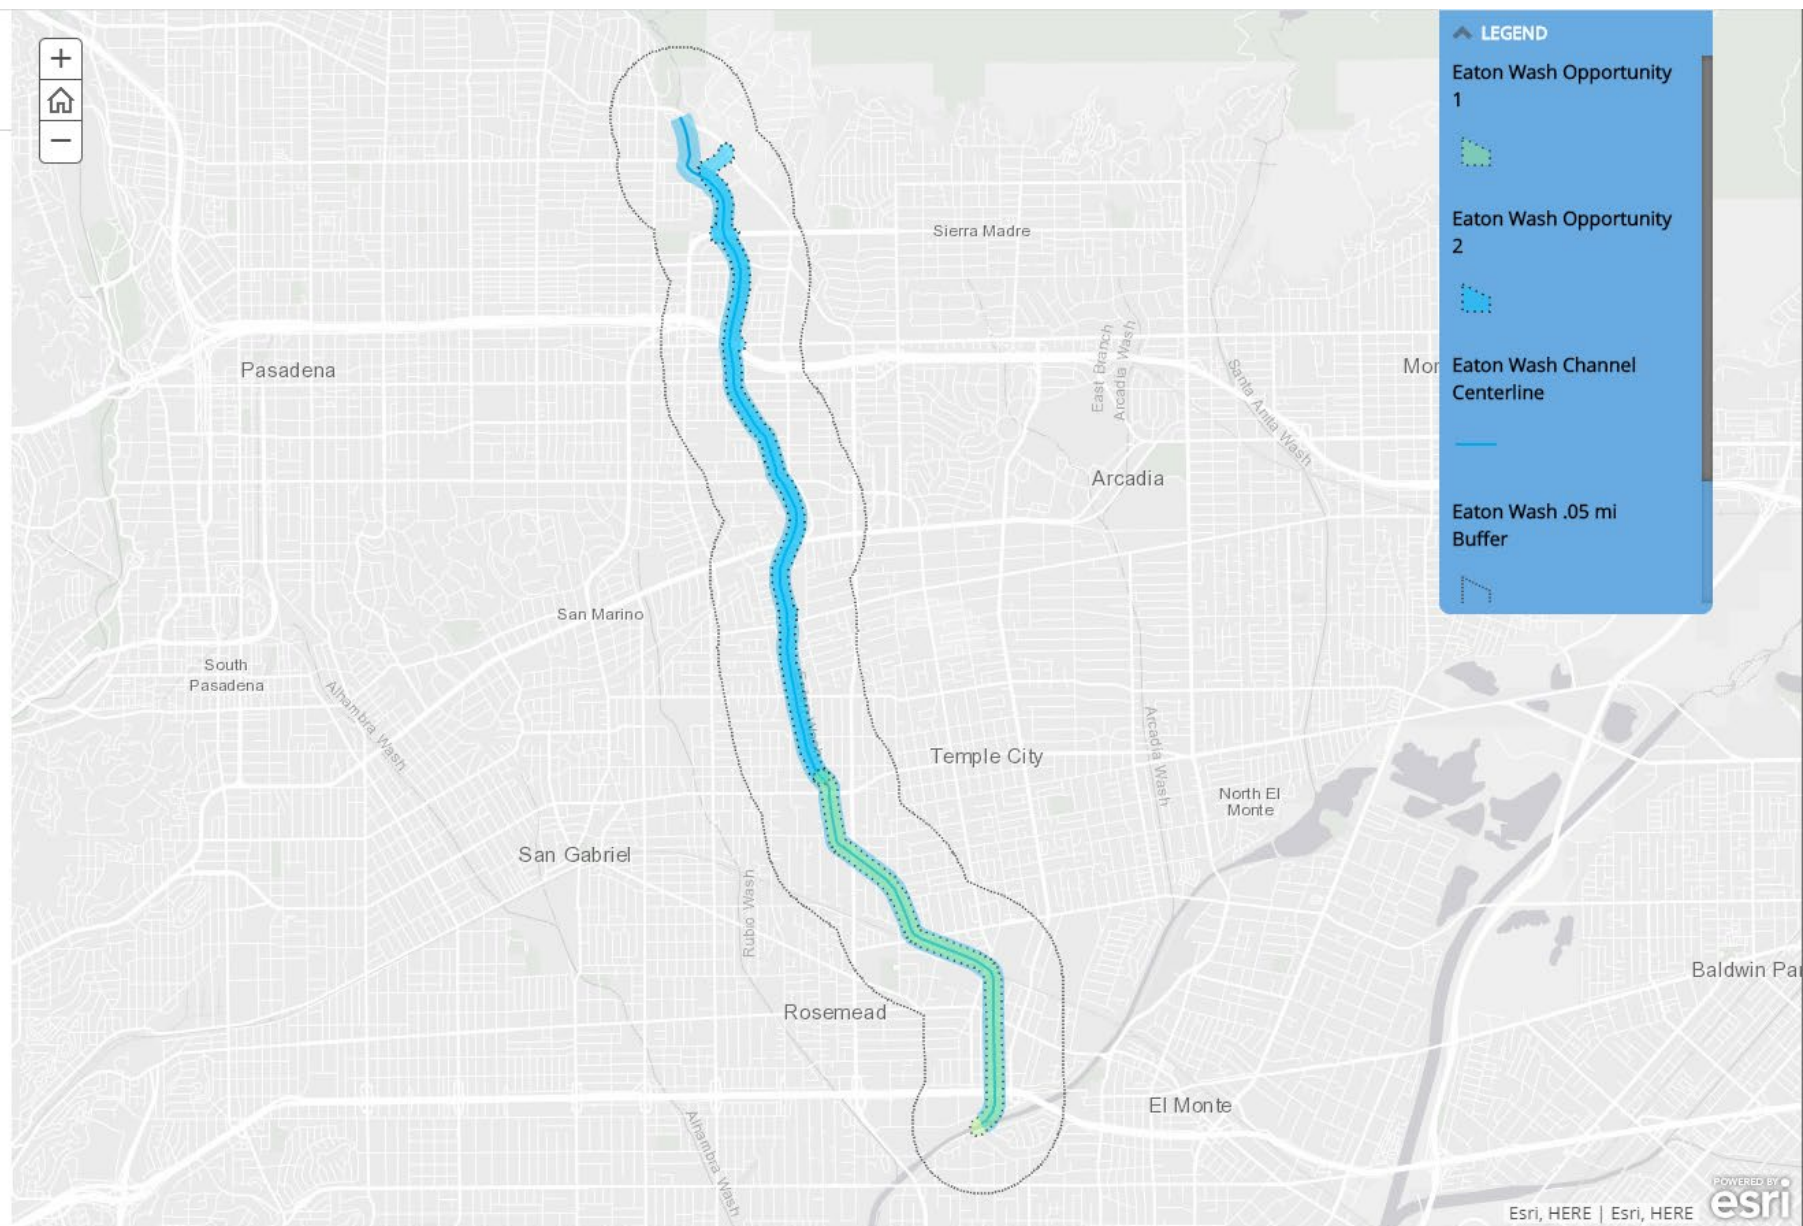 +
−
LEGEND
Eaton Wash Opportunity
1
Eaton Wash Opportunity
2
Eaton Wash Channel
Centerline
Eaton Wash .05 mi
Buffer
Sierra Madre
Pasadena
East Branch
Arcadia Wash
Santa Anita Wash
Mon
Arcadia
San Marino
South
Pasadena
Alhambra Wash
Arcadia Wash
Temple City
North El
Monte
San Gabriel
Rubio Wash
Baldwin Par
Rosemead
El Monte
Alhambra Wash
POWERED BY
esri
Esri, HERE | Esri, HERE